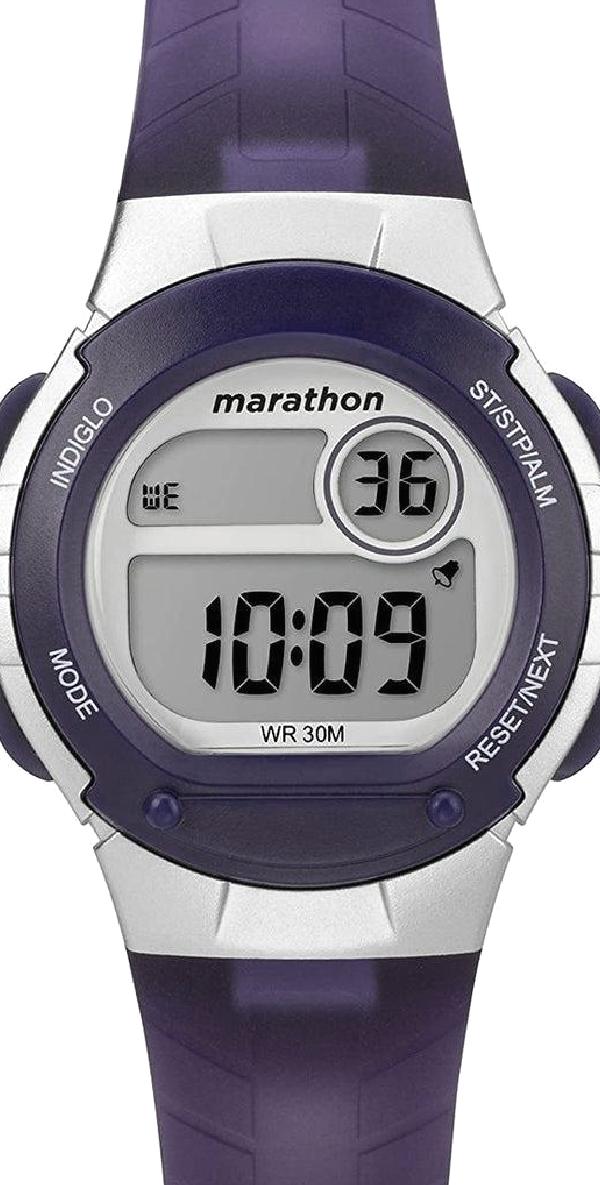 marathon
INDIGLO
ST/STP/ALM
WE
36
10:09
MODE
RESET/NEXT
WR 30M